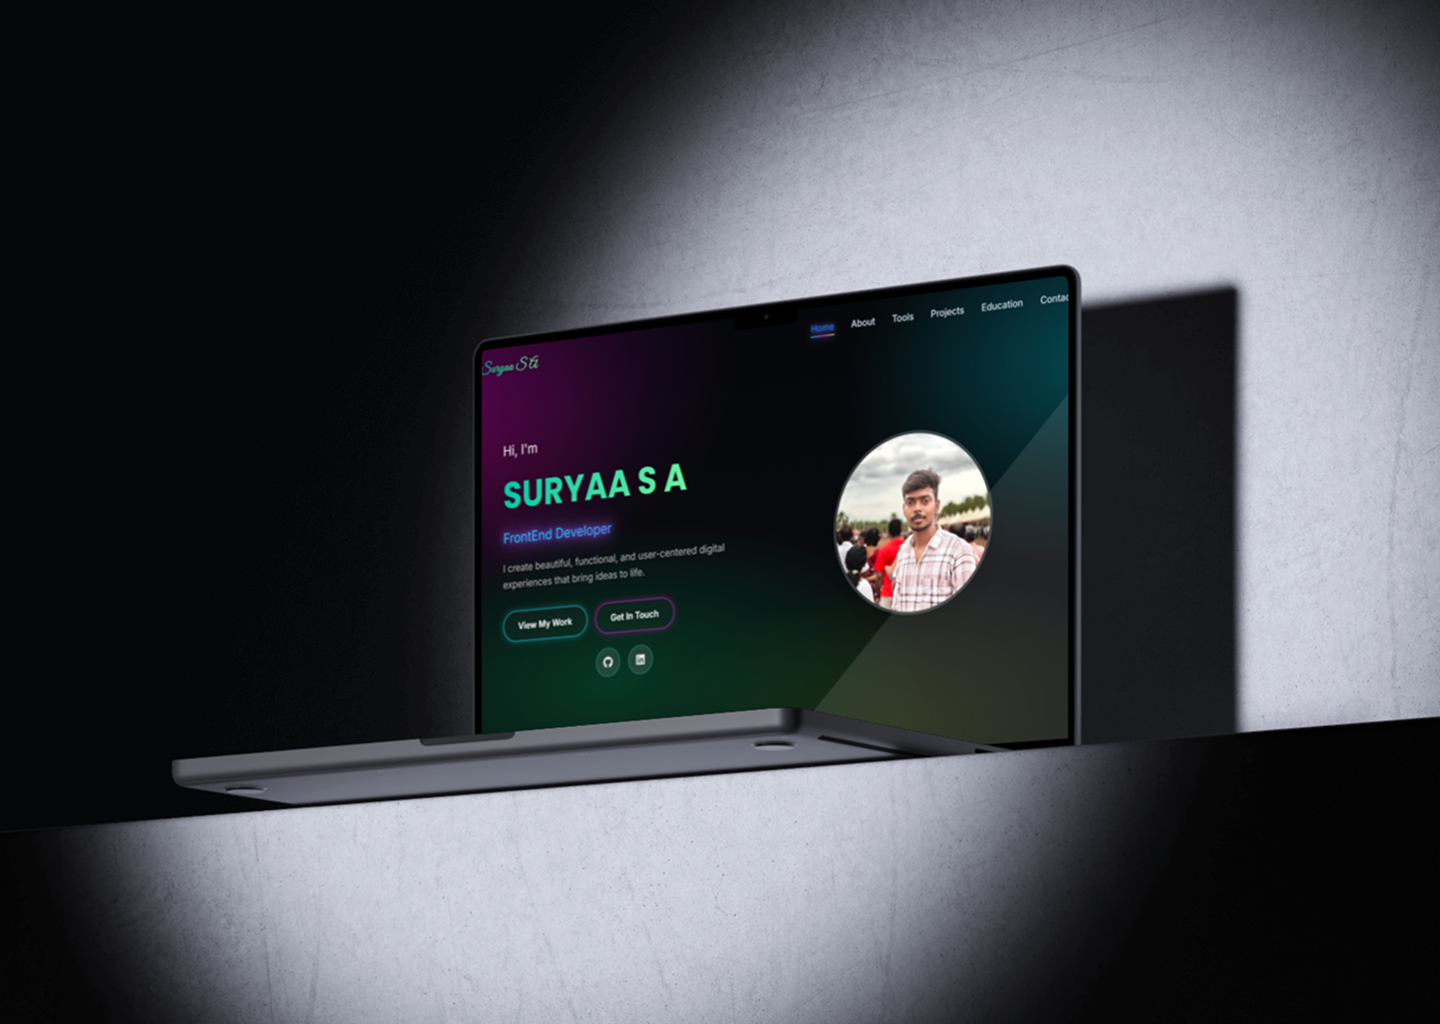 Home About Tools Projects Education Contac
Suryaa S A
Hi, I'm
SURYAA S A
FrontEnd Developer
I create beautiful, functional, and user-centered digital
experiences that bring ideas to life.
View My Work Get In Touch
in